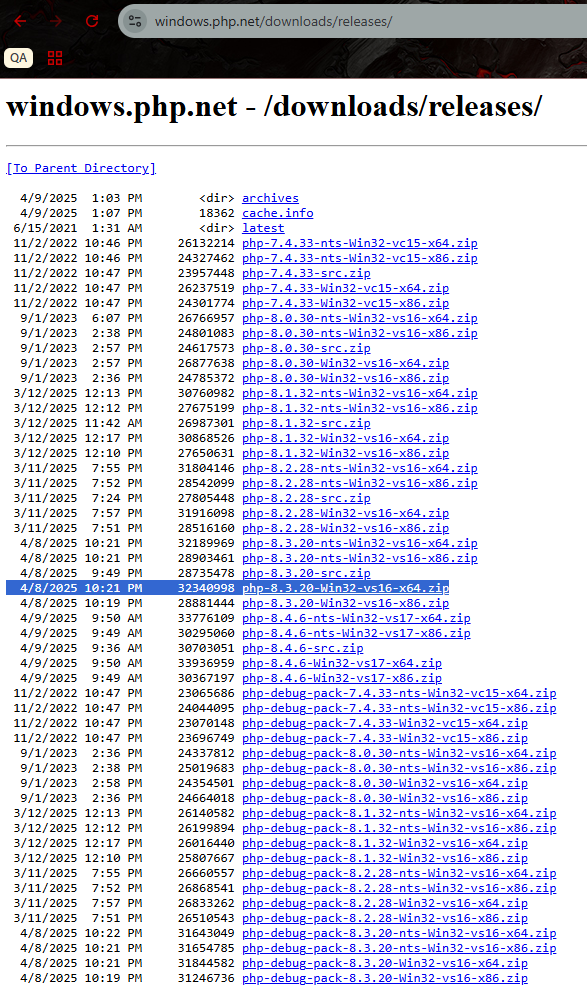 windows.php.net/downloads/releases/
QA
windows.php.net - /downloads/releases/
[To Parent Directory]
4/9/2025 1:03 PM <dir> archives
4/9/2025 1:07 PM 18362 cache.info
6/15/2021 1:31 AM <dir> latest
11/2/2022 10:46 PM 26132214 php-7.4.33-nts-Win32-vc15-x64.zip
11/2/2022 10:46 PM 24327462 php-7.4.33-nts-Win32-vc15-x86.zip
11/2/2022 10:47 PM 23957448 php-7.4.33-src.zip
11/2/2022 10:47 PM 26237519 php-7.4.33-Win32-vc15-x64.zip
11/2/2022 10:47 PM 24301774 php-7.4.33-Win32-vc15-x86.zip
9/1/2023 6:07 PM 26766957 php-8.0.30-nts-Win32-vs16-x64.zip
9/1/2023 2:38 PM 24801083 php-8.0.30-nts-Win32-vs16-x86.zip
9/1/2023 2:57 PM 24617573 php-8.0.30-src.zip
9/1/2023 2:57 PM 26877638 php-8.0.30-Win32-vs16-x64.zip
9/1/2023 2:36 PM 24785372 php-8.0.30-Win32-vs16-x86.zip
3/12/2025 12:13 PM 30760982 php-8.1.32-nts-Win32-vs16-x64.zip
3/12/2025 12:12 PM 27675199 php-8.1.32-nts-Win32-vs16-x86.zip
3/12/2025 11:42 AM 26987301 php-8.1.32-src.zip
3/12/2025 12:17 PM 30868526 php-8.1.32-Win32-vs16-x64.zip
3/12/2025 12:10 PM 27650631 php-8.1.32-Win32-vs16-x86.zip
3/11/2025 7:55 PM 31804146 php-8.2.28-nts-Win32-vs16-x64.zip
3/11/2025 7:52 PM 28542099 php-8.2.28-nts-Win32-vs16-x86.zip
3/11/2025 7:24 PM 27805448 php-8.2.28-src.zip
3/11/2025 7:57 PM 31916098 php-8.2.28-Win32-vs16-x64.zip
3/11/2025 7:51 PM 28516160 php-8.2.28-Win32-vs16-x86.zip
4/8/2025 10:21 PM 32189969 php-8.3.20-nts-Win32-vs16-x64.zip
4/8/2025 10:21 PM 28903461 php-8.3.20-nts-Win32-vs16-x86.zip
4/8/2025 9:49 PM 28735478 php-8.3.20-src.zip
4/8/2025 10:21 PM 32340998 php-8.3.20-Win32-vs16-x64.zip
4/8/2025 10:19 PM 28881444 php-8.3.20-Win32-vs16-x86.zip
4/9/2025 9:50 AM 33776109 php-8.4.6-nts-Win32-vs17-x64.zip
4/9/2025 9:49 AM 30295060 php-8.4.6-nts-Win32-vs17-x86.zip
4/9/2025 9:36 AM 30703051 php-8.4.6-src.zip
4/9/2025 9:50 AM 33936959 php-8.4.6-Win32-vs17-x64.zip
4/9/2025 9:49 AM 30367197 php-8.4.6-Win32-vs17-x86.zip
11/2/2022 10:47 PM 23065686 php-debug-pack-7.4.33-nts-Win32-vc15-x64.zip
11/2/2022 10:47 PM 24044095 php-debug-pack-7.4.33-nts-Win32-vc15-x86.zip
11/2/2022 10:47 PM 23070148 php-debug-pack-7.4.33-Win32-vc15-x64.zip
11/2/2022 10:47 PM 23696749 php-debug-pack-7.4.33-Win32-vc15-x86.zip
9/1/2023 2:36 PM 24337812 php-debug-pack-8.0.30-nts-Win32-vs16-x64.zip
9/1/2023 2:38 PM 25019683 php-debug-pack-8.0.30-nts-Win32-vs16-x86.zip
9/1/2023 2:58 PM 24354501 php-debug-pack-8.0.30-Win32-vs16-x64.zip
9/1/2023 2:36 PM 24664018 php-debug-pack-8.0.30-Win32-vs16-x86.zip
3/12/2025 12:13 PM 26140582 php-debug-pack-8.1.32-nts-Win32-vs16-x64.zip
3/12/2025 12:12 PM 26199894 php-debug-pack-8.1.32-nts-Win32-vs16-x86.zip
3/12/2025 12:17 PM 26016440 php-debug-pack-8.1.32-Win32-vs16-x64.zip
3/12/2025 12:10 PM 25807667 php-debug-pack-8.1.32-Win32-vs16-x86.zip
3/11/2025 7:55 PM 26660557 php-debug-pack-8.2.28-nts-Win32-vs16-x64.zip
3/11/2025 7:52 PM 26868541 php-debug-pack-8.2.28-nts-Win32-vs16-x86.zip
3/11/2025 7:57 PM 26833262 php-debug-pack-8.2.28-Win32-vs16-x64.zip
3/11/2025 7:51 PM 26510543 php-debug-pack-8.2.28-Win32-vs16-x86.zip
4/8/2025 10:22 PM 31643049 php-debug-pack-8.3.20-nts-Win32-vs16-x64.zip
4/8/2025 10:21 PM 31654785 php-debug-pack-8.3.20-nts-Win32-vs16-x86.zip
4/8/2025 10:21 PM 31844582 php-debug-pack-8.3.20-Win32-vs16-x64.zip
4/8/2025 10:19 PM 31246736 php-debug-pack-8.3.20-Win32-vs16-x86.zip